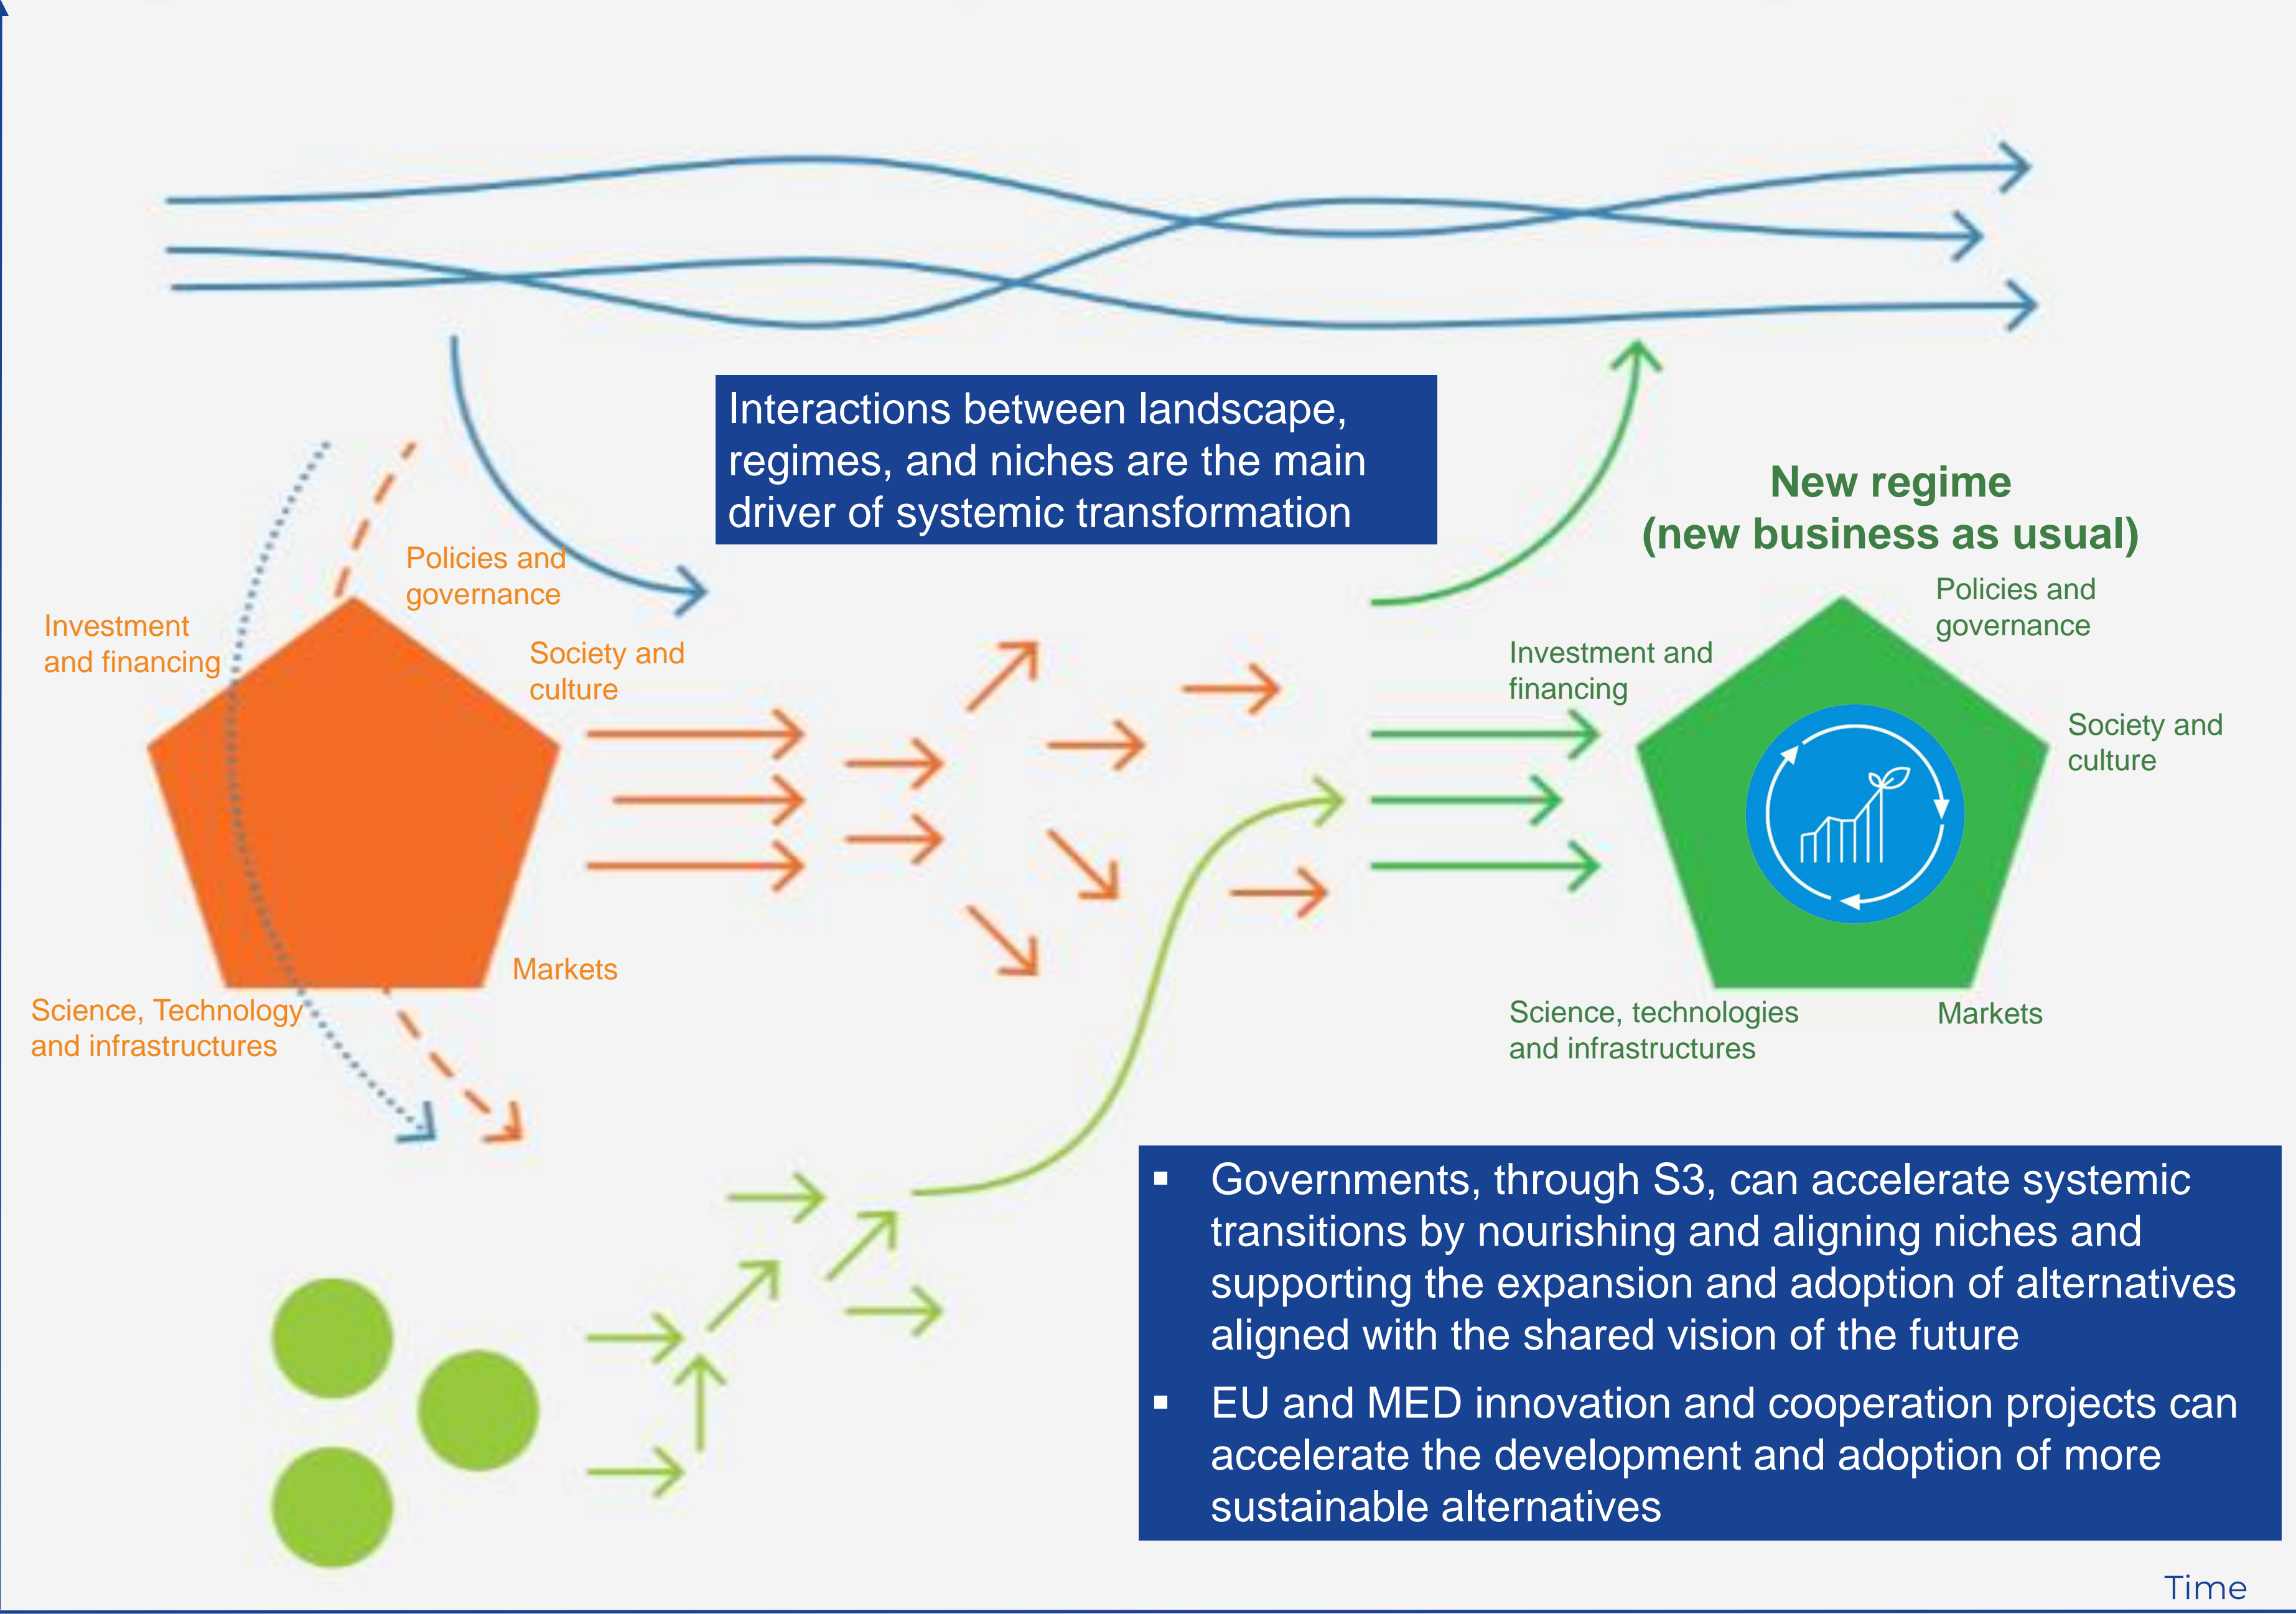 Interactions between landscape,
regimes, and niches are the main
driver of systemic transformation
New regime
(new business as usual)
Policies and
governance
Investment
and financing
Society and
culture
Markets
Science, Technology
and infrastructures
Policies and
governance
Investment and
financing
Society and
culture
Science, technologies
and infrastructures
Markets
▪ Governments, through S3, can accelerate systemic
transitions by nourishing and aligning niches and
supporting the expansion and adoption of alternatives
aligned with the shared vision of the future
▪ EU and MED innovation and cooperation projects can
accelerate the development and adoption of more
sustainable alternatives
Time